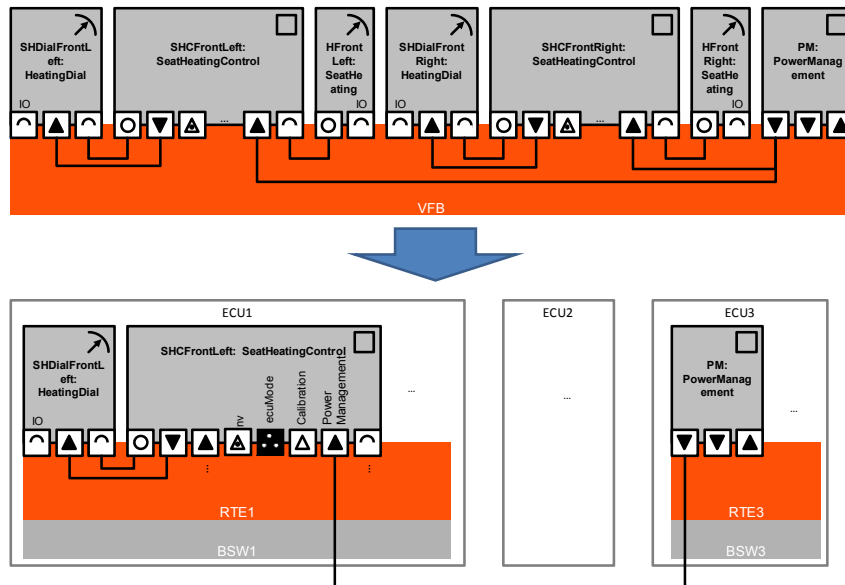 SHDialFrontL
eft:
HeatingDial
IO
SHCFrontLeft:
SeatHeatingControl
...
HFront
Left:
SeatHe
ating
IO
SHDialFront
Right:
HeatingDial
IO
SHCFrontRight:
SeatHeatingControl
...
HFront
Right:
SeatHe
ating
IO
PM:
PowerManag
ement
VFB
ECU1
SHDialFrontL
eft:
HeatingDial
IO
SHCFrontLeft: SeatHeatingControl
nv
ecuMode
Calibration
Power
Management
...
...
...
RTE1
BSW1
ECU2
...
ECU3
PM:
PowerManag
ement
...
RTE3
BSW3